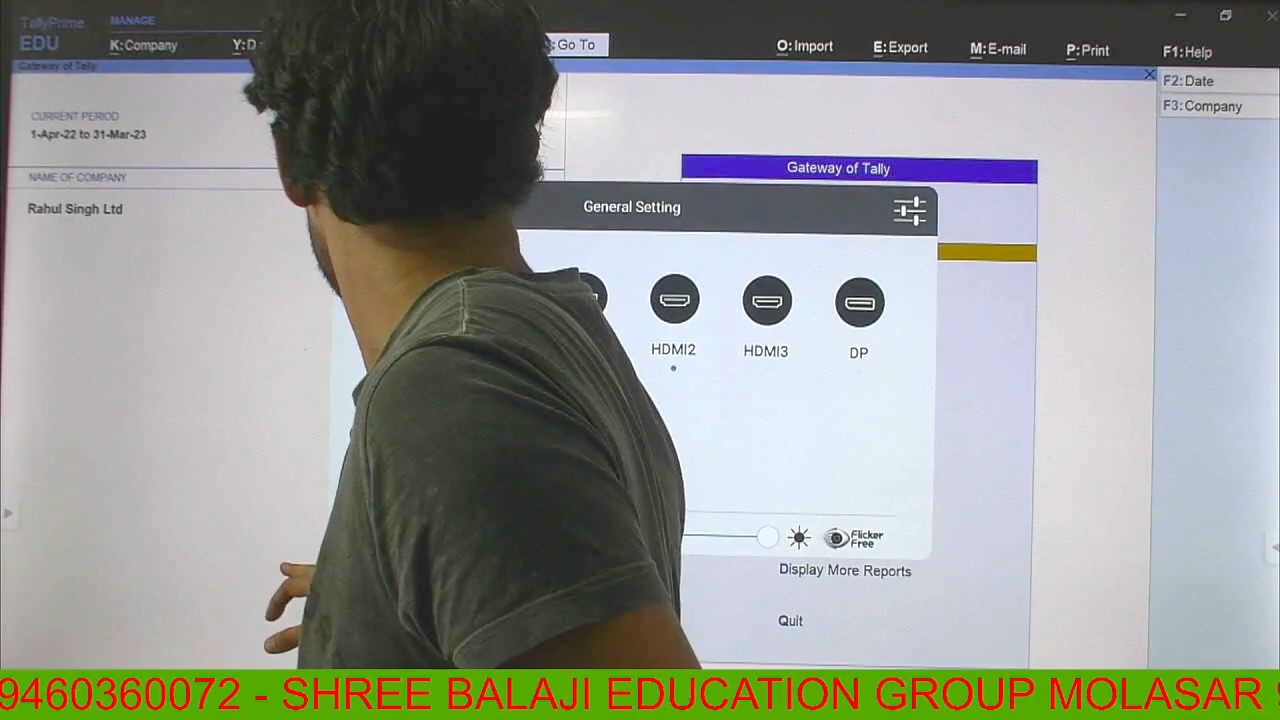 TallyPrime
MANAGE
EDU
K: Company
Go To
O: Import
E: Export
M: E-mail
P: Print
F1: Help
Gateway of Tally
F2: Date
F3: Company
CURRENT PERIOD
1-Apr-22 to 31-Mar-23
NAME OF COMPANY
Rahul Singh Ltd
Gateway of Tally
General Setting
HDMI2
HDMI3
DP
Flicker
Free
Display More Reports
Quit
9460360072 - SHREE BALAJI EDUCATION GROUP MOLASAR